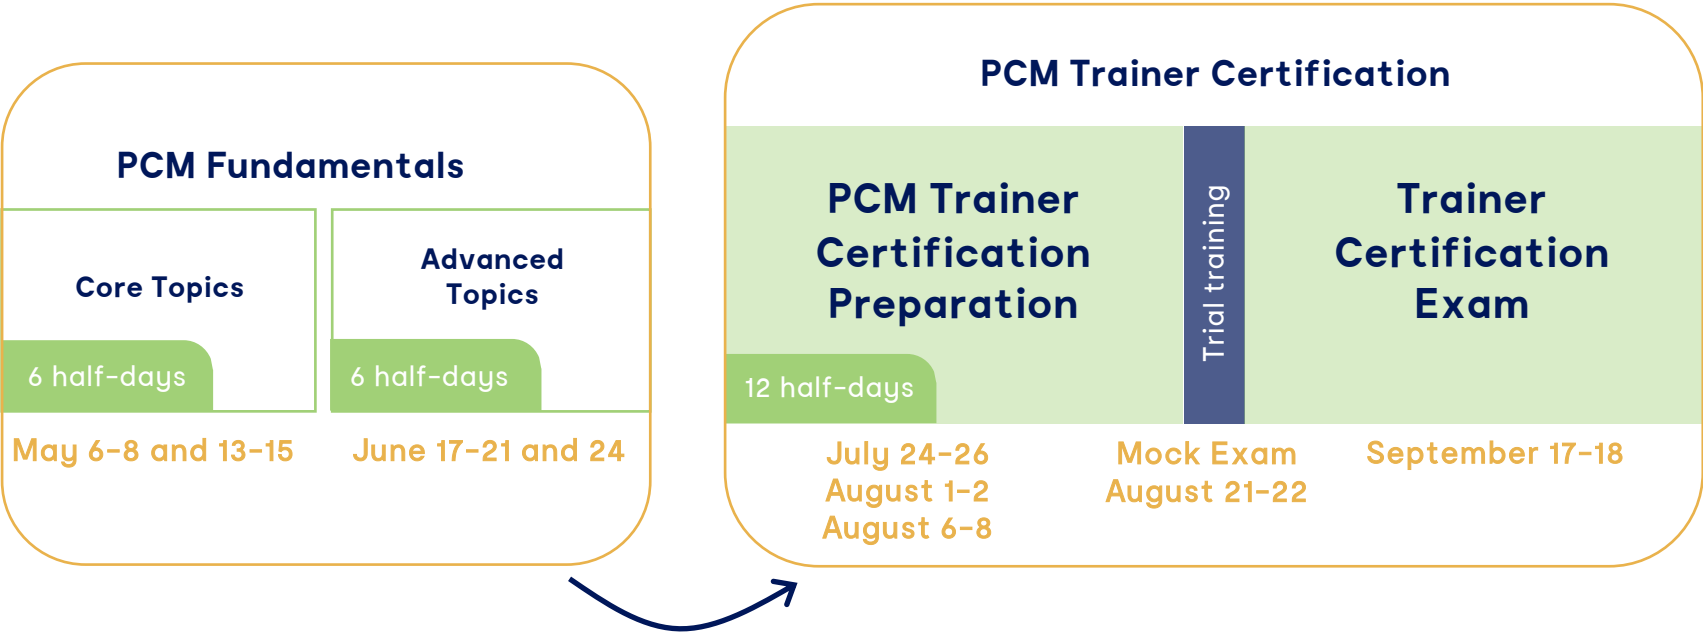 PCM Fundamentals
Core Topics
6 half-days
May 6-8 and 13-15
Advanced
Topics
6 half-days
June 17-21 and 24
PCM Trainer Certification
PCM Trainer
Certification
Preparation
12 half-days
July 24-26
August 1-2
August 6-8
Trial training
Mock Exam
August 21-22
Trainer
Certification
Exam
September 17-18